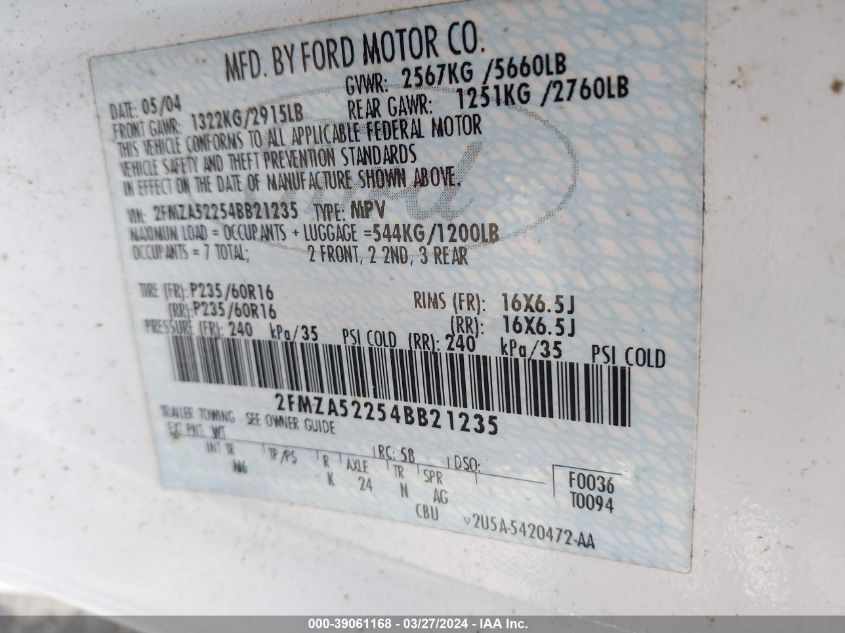 MFD. BY FORD MOTOR CO.
DATE: 05/04 GVWR: 2567KG /5660LB
FRONT GAWR: 1322KG/2915LB REAR GAWR: 1251KG /2760LB
THIS VEHICLE CONFORMS TO ALL APPLICABLE FEDERAL MOTOR
VEHICLE SAFETY AND THEFT PREVENTION STANDARDS
IN EFFECT ON THE DATE OF MANUFACTURE SHOWN ABOVE.
VIN: 2FMZA52254BB21235 TYPE: MPV
MAXIMUM LOAD = OCCUPANTS + LUGGAGE =544KG/1200LB
OCCUPANTS = 7 TOTAL; 2 FRONT, 2 2ND, 3 REAR
TIRE (FR): P235/60R16 RIMS (FR): 16X6.5J
(RR): P235/60R16 (RR): 16X6.5J
PRESSURE (FR): 240 kPa/35 PSI COLD (RR): 240 kPa/35 PSI COLD
2FMZA52254BB21235
TRAILER TOWING - SEE OWNER GUIDE
EXT PNT: WT RC: 58 DSO:
INT TR TP/PS R AXLE TR SPR F0036
K 24 N AG T0094
CBU 2U5A-5420472-AA
Ford
000-39061168 - 03/27/2024 - IAA Inc.